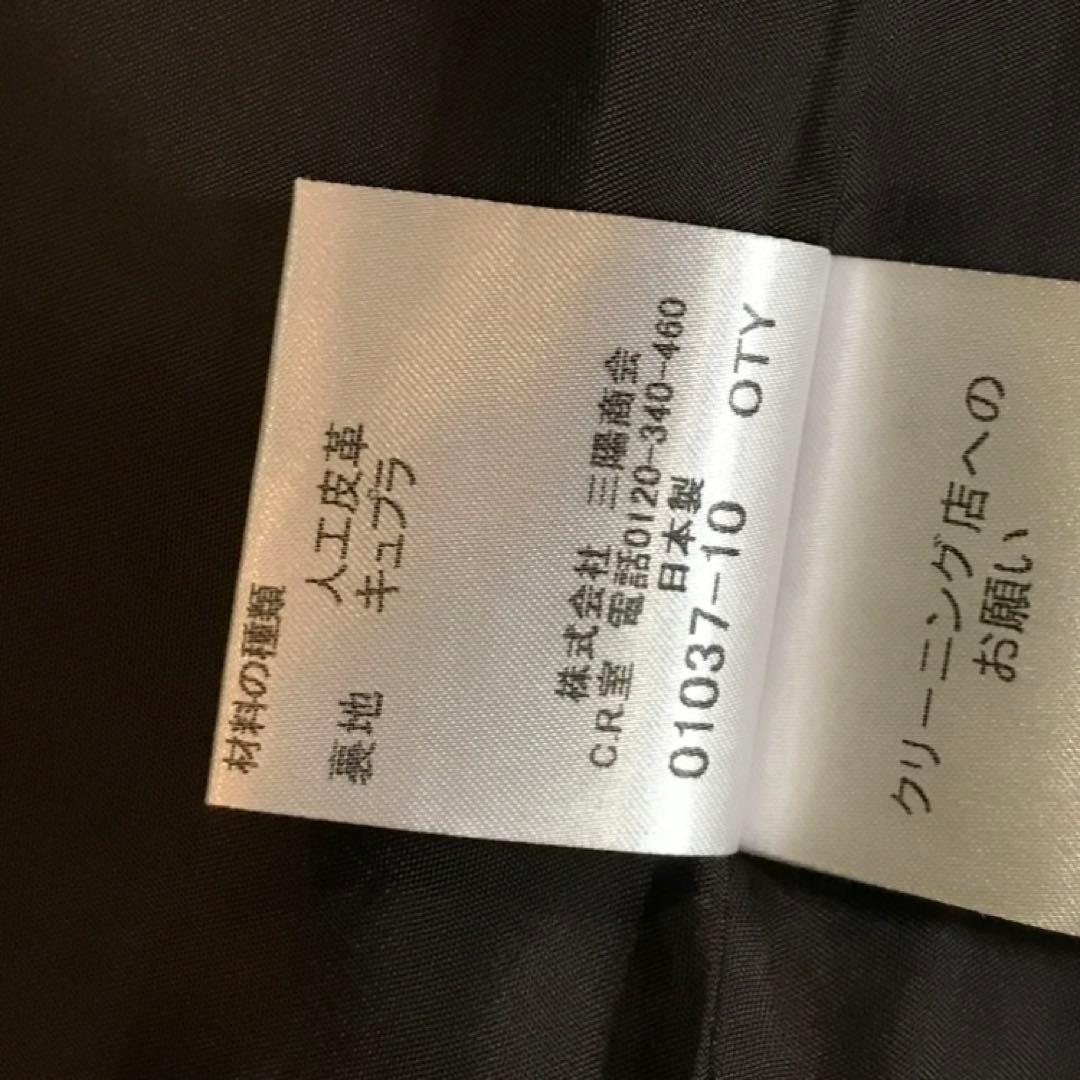 材料の種類
人工皮革
裏地 キュプラ
株式会社 三陽商会
C.R.室 電話0120-340-460
日本製
01037-10 OTY
クリーニング店への
お願い